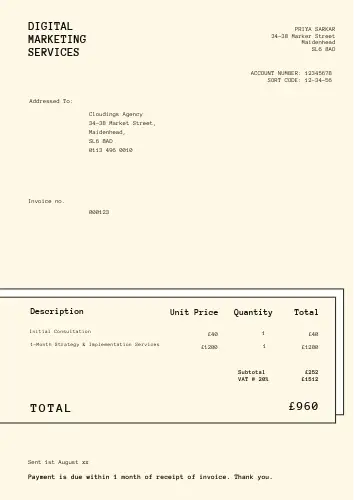 DIGITAL
MARKETING
SERVICES
PRIYA SARKAR
34-38 Marker Street
Maidenhead
SL6 8AD
ACCOUNT NUMBER: 12345678
SORT CODE: 12-34-56
Addressed To:
Cloudings Agency
34-38 Market Street,
Maidenhead,
SL6 8AD
0113 496 0010
Invoice no.
000123
Description Unit Price Quantity Total
Initial Consultation £40 1 £40
1-Month Strategy & Implementation Services £1200 1 £1200
Subtotal £252
VAT @ 20% £1512
TOTAL £960
Sent 1st August xx
Payment is due within 1 month of receipt of invoice. Thank you.